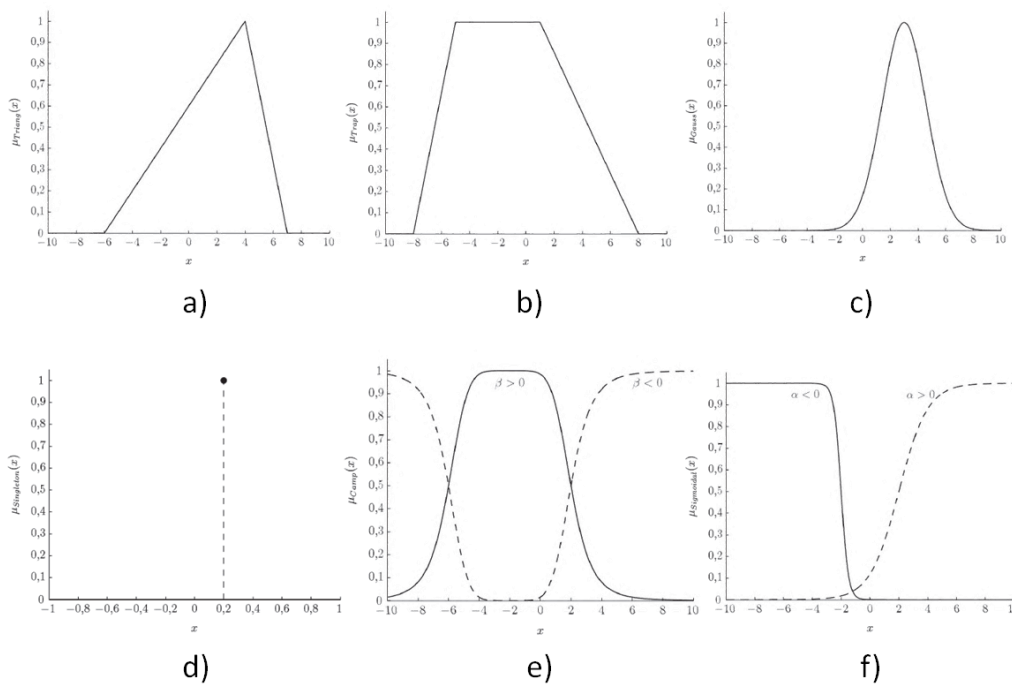 μTriang(x)
1
0,9
0,8
0,7
0,6
0,5
0,4
0,3
0,2
0,1
0
−10 −8 −6 −4 −2 0 2 4 6 8 10
x
a)
μTrap(x)
1
0,9
0,8
0,7
0,6
0,5
0,4
0,3
0,2
0,1
0
−10 −8 −6 −4 −2 0 2 4 6 8 10
x
b)
μGauss(x)
1
0,9
0,8
0,7
0,6
0,5
0,4
0,3
0,2
0,1
0
−10 −8 −6 −4 −2 0 2 4 6 8 10
x
c)
μSingleton(x)
1
0,9
0,8
0,7
0,6
0,5
0,4
0,3
0,2
0,1
0
−1 −0,8 −0,6 −0,4 −0,2 0 0,2 0,4 0,6 0,8 1
x
d)
μCamp(x)
1
0,9
0,8
0,7
0,6
0,5
0,4
0,3
0,2
0,1
0
β > 0 β < 0
−10 −8 −6 −4 −2 0 2 4 6 8 10
x
e)
μSigmoidal(x)
1
0,9
0,8
0,7
0,6
0,5
0,4
0,3
0,2
0,1
0
α < 0 α > 0
−10 −8 −6 −4 −2 0 2 4 6 8 10
x
f)